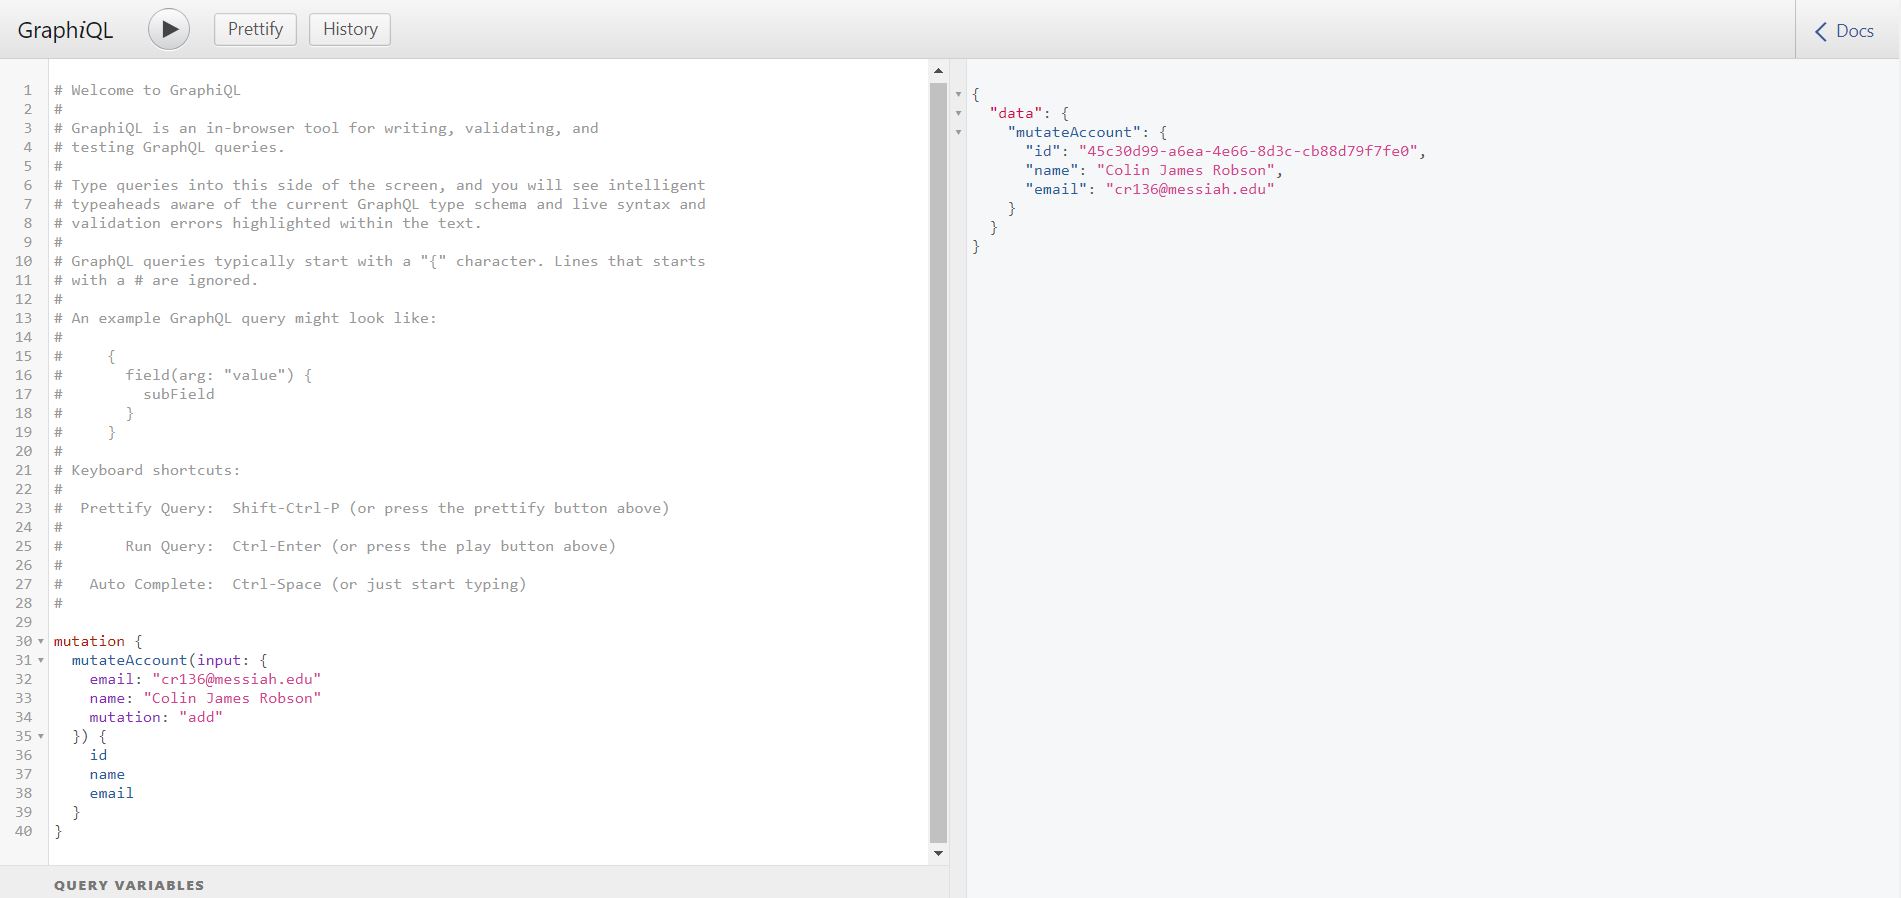 GraphiQL
Prettify
History
Docs
1 # Welcome to GraphiQL
2 #
3 # GraphiQL is an in-browser tool for writing, validating, and
4 # testing GraphQL queries.
5 #
6 # Type queries into this side of the screen, and you will see intelligent
7 # typeaheads aware of the current GraphQL type schema and live syntax and
8 # validation errors highlighted within the text.
9 #
10 # GraphQL queries typically start with a "{" character. Lines that starts
11 # with a # are ignored.
12 #
13 # An example GraphQL query might look like:
14 #
15 #     {
16 #       field(arg: "value") {
17 #         subField
18 #       }
19 #     }
20 #
21 # Keyboard shortcuts:
22 #
23 #  Prettify Query:  Shift-Ctrl-P (or press the prettify button above)
24 #
25 #       Run Query:  Ctrl-Enter (or press the play button above)
26 #
27 #   Auto Complete:  Ctrl-Space (or just start typing)
28 #
29
30 mutation {
31   mutateAccount(input: {
32     email: "cr136@messiah.edu"
33     name: "Colin James Robson"
34     mutation: "add"
35   }) {
36     id
37     name
38     email
39   }
40 }
QUERY VARIABLES
{
  "data": {
    "mutateAccount": {
      "id": "45c30d99-a6ea-4e66-8d3c-cb88d79f7fe0",
      "name": "Colin James Robson",
      "email": "cr136@messiah.edu"
    }
  }
}